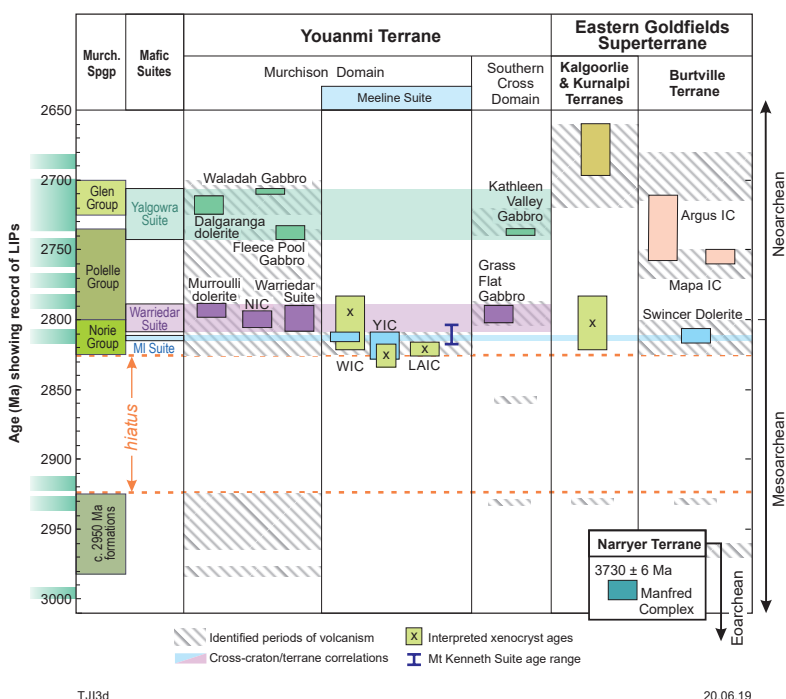 Murch.
Spgp
Mafic
Suites
Youanmi Terrane
Eastern Goldfields
Superterrane
Murchison Domain
Meeline Suite
Southern
Cross
Domain
Kalgoorlie
& Kurnalpi
Terranes
Burtville
Terrane
Age (Ma) showing record of LIPs
2650
2700
2750
2800
2850
2900
2950
3000
Glen
Group
Polelle
Group
Norie
Group
hiatus
c. 2950 Ma
formations
Yalgowra
Suite
Warriedar
Suite
MI Suite
Waladah Gabbro
Dalgaranga
dolerite
Fleece Pool
Gabbro
Murroulli
dolerite
NIC
Warriedar
Suite
x
WIC
YIC
x
x
LAIC
Kathleen
Valley
Gabbro
Grass
Flat
Gabbro
x
Argus IC
Mapa IC
Swincer Dolerite
Neoarchean
Mesoarchean
Eoarchean
Narryer Terrane
3730 ± 6 Ma
Manfred
Complex
Identified periods of volcanism
x Interpreted xenocryst ages
Cross-craton/terrane correlations
Mt Kenneth Suite age range
TJI3d
20.06.19